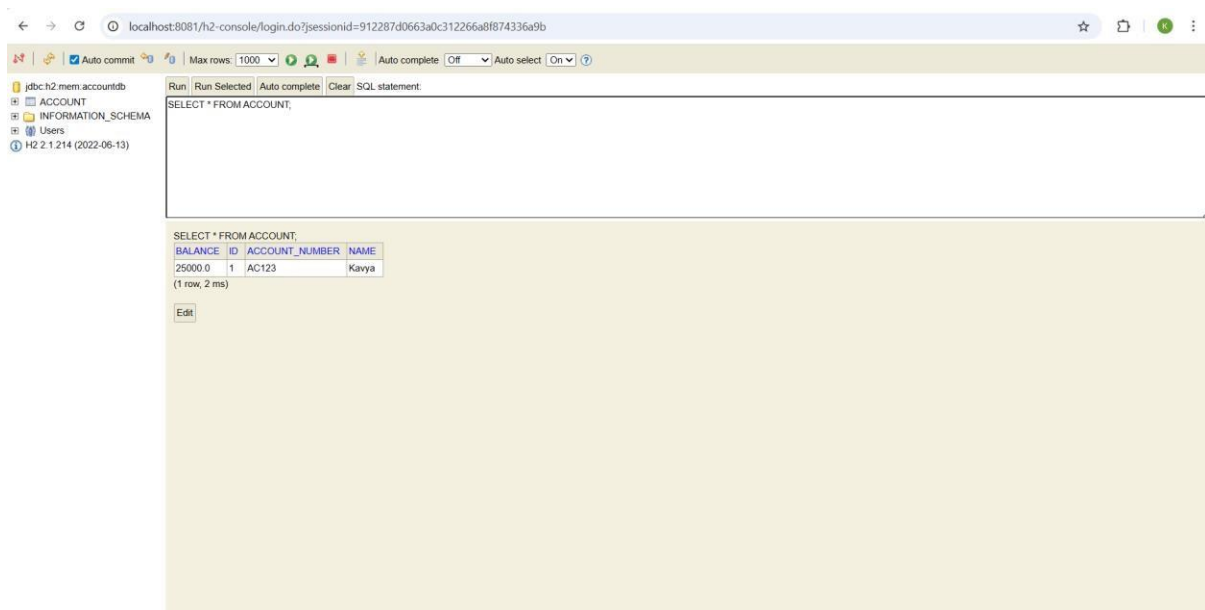 localhost:8081/h2-console/login.do?jsessionid=912287d0663a0c312266a8f874336a9b
K
Auto commit Max rows: 1000 Auto complete Off Auto select On ?
jdbc:h2:mem:accountdb
ACCOUNT
INFORMATION_SCHEMA
Users
H2 2.1.214 (2022-06-13)
Run Run Selected Auto complete Clear SQL statement:
SELECT * FROM ACCOUNT;
SELECT * FROM ACCOUNT;
BALANCE ID ACCOUNT_NUMBER NAME
25000.0 1 AC123 Kavya
(1 row, 2 ms)
Edit